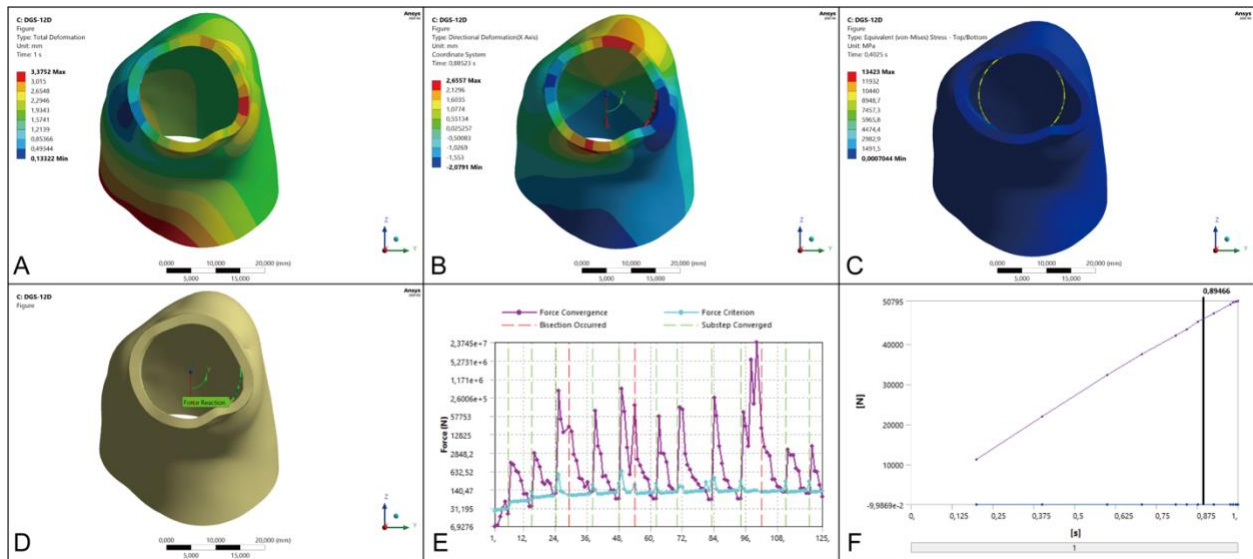 C: DGS-12D
Figure
Type: Total Deformation
Unit: mm
Time: 1 s
3,3752 Max
3,015
2,6548
2,2946
1,9343
1,5741
1,2139
0,85366
0,49344
0,13322 Min
Ansys
Z
Y
0,000 10,000 20,000 (mm)
5,000 15,000
A
C: DGS-12D
Figure
Type: Directional Deformation(X Axis)
Unit: mm
Coordinate System
Time: 0,88523 s
2,6557 Max
2,1296
1,6035
1,0774
0,55134
0,025257
-0,50083
-1,0269
-1,553
-2,0791 Min
Ansys
Y
Z
Y
0,000 10,000 20,000 (mm)
5,000 15,000
B
C: DGS-12D
Figure
Type: Equivalent (von-Mises) Stress - Top/Bottom
Unit: MPa
Time: 0,4025 s
13423 Max
11932
10440
8948,7
7457,3
5965,8
4474,4
2982,9
1491,5
0,0007044 Min
Ansys
Z
Y
0,000 10,000 20,000 (mm)
5,000 15,000
C
C: DGS-12D
Figure
Ansys
Force Reaction
Z
Y
0,000 10,000 20,000 (mm)
5,000 15,000
D
Force Convergence Force Criterion
Bisection Occurred Substep Converged
2,3745e+7
5,2731e+6
1,171e+6
2,6006e+5
57753
12825
2848,2
632,52
140,47
31,195
6,9276
Force (N)
1, 12, 24, 36, 48, 60, 72, 84, 96, 108, 125,
E
0,89466
50795
40000
30000
20000
10000
-9,9869e-2
[N]
0, 0,125 0,25 0,375 0,5 0,625 0,75 0,875 1,
[s]
1
F